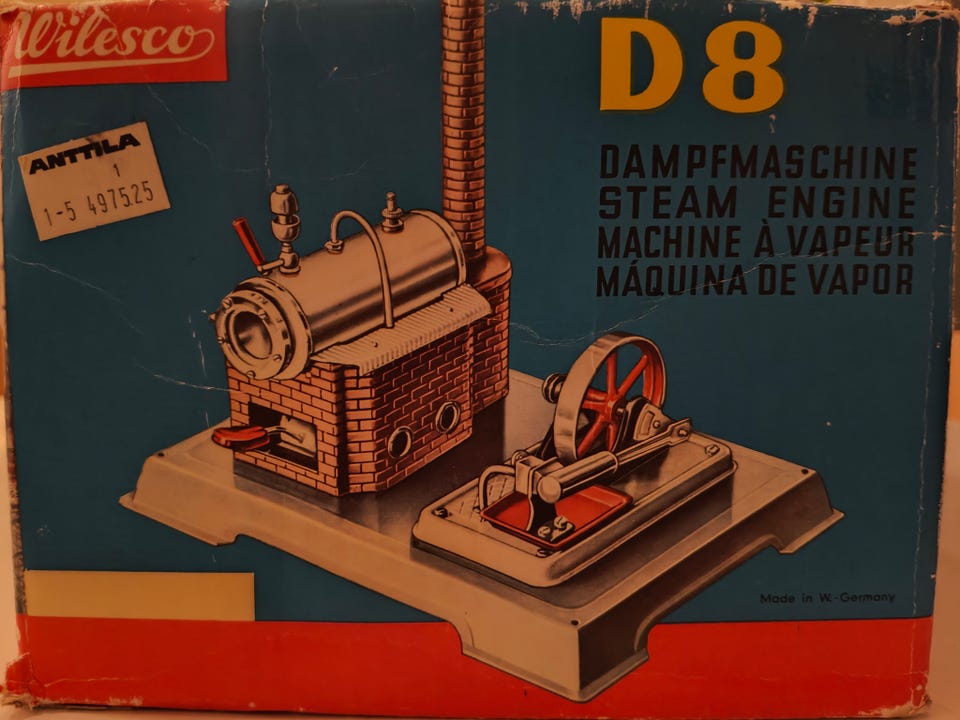 Wilesco
D8
ANTTILA
1
1-5 497525
DAMPFMASCHINE
STEAM ENGINE
MACHINE À VAPEUR
MÁQUINA DE VAPOR
Made in W.-Germany